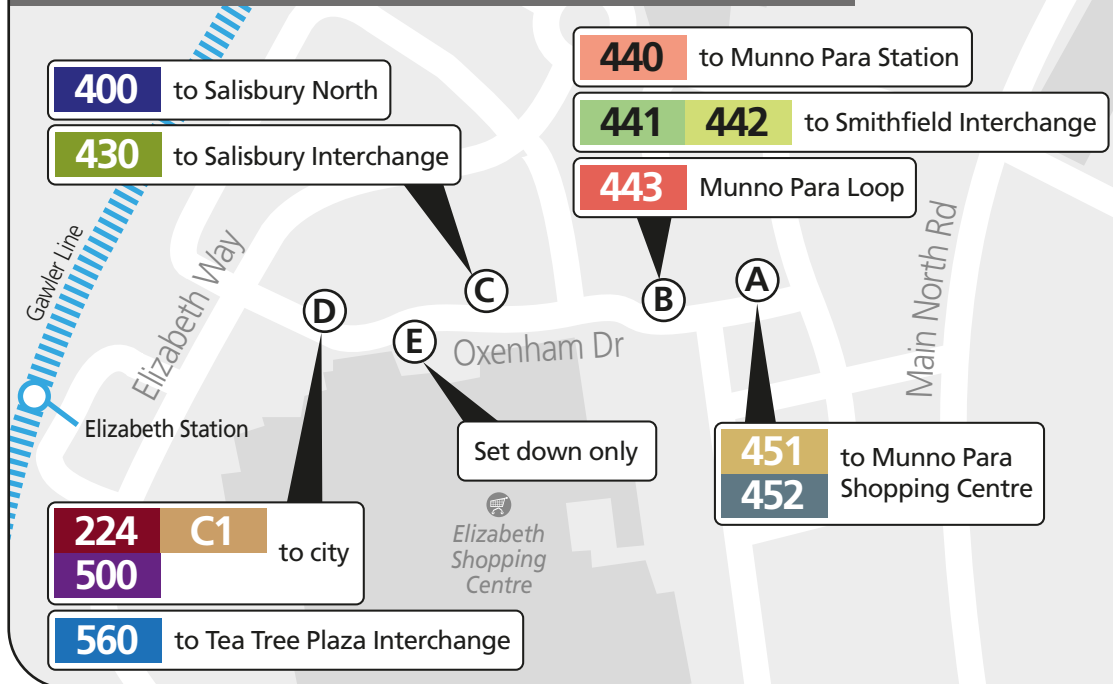 400 to Salisbury North
430 to Salisbury Interchange
440 to Munno Para Station
441 442 to Smithfield Interchange
443 Munno Para Loop
Gawler Line
Elizabeth Way
Main North Rd
A
B
C
D
E
Oxenham Dr
Elizabeth Station
Set down only
451
452
to Munno Para
Shopping Centre
Elizabeth
Shopping
Centre
224 C1
500
to city
560 to Tea Tree Plaza Interchange